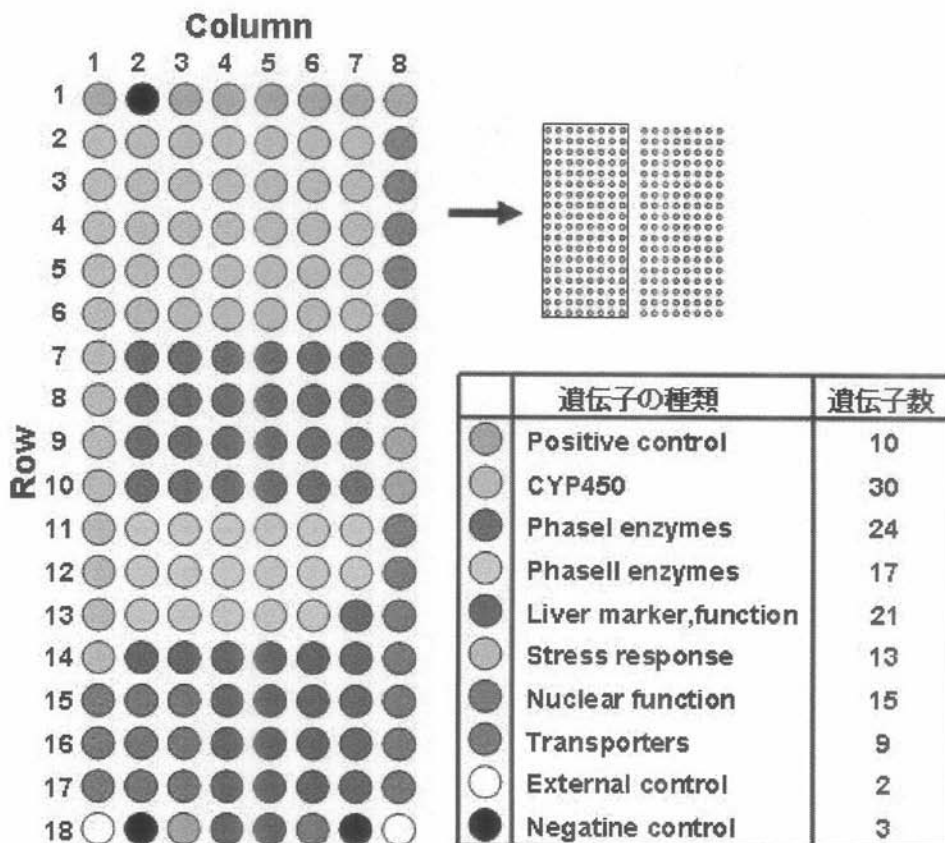 Column
1 2 3 4 5 6 7 8
Row
1
2
3
4
5
6
7
8
9
10
11
12
13
14
15
16
17
18
遺伝子の種類 遺伝子数
Positive control 10
CYP450 30
PhaseI enzymes 24
PhaseII enzymes 17
Liver marker,function 21
Stress response 13
Nuclear function 15
Transporters 9
External control 2
Negatine control 3